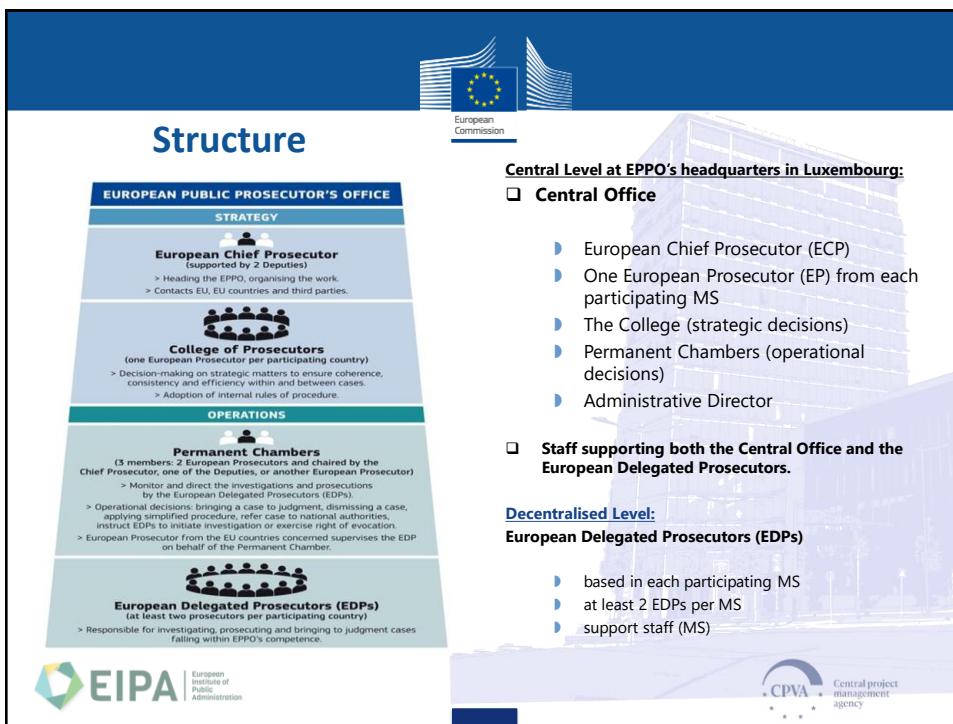 European
Commission
Structure
EUROPEAN PUBLIC PROSECUTOR'S OFFICE
STRATEGY
European Chief Prosecutor
(supported by 2 Deputies)
> Heading the EPPO, organising the work.
> Contacts EU, EU countries and third parties.
College of Prosecutors
(one European Prosecutor per participating country)
> Decision-making on strategic matters to ensure coherence,
consistency and efficiency within and between cases.
> Adoption of internal rules of procedure.
OPERATIONS
Permanent Chambers
(3 members: 2 European Prosecutors and chaired by the
Chief Prosecutor, one of the Deputies, or another European Prosecutor)
> Monitor and direct the investigations and prosecutions
by the European Delegated Prosecutors (EDPs).
> Operational decisions: bringing a case to judgment, dismissing a case,
applying simplified procedure, refer case to national authorities,
instruct EDPs to initiate investigation or exercise right of evocation.
> European Prosecutor from the EU countries concerned supervises the EDP
on behalf of the Permanent Chamber.
European Delegated Prosecutors (EDPs)
(at least two prosecutors per participating country)
> Responsible for investigating, prosecuting and bringing to judgment cases
falling within EPPO's competence.
Central Level at EPPO's headquarters in Luxembourg:
Central Office
European Chief Prosecutor (ECP)
One European Prosecutor (EP) from each
participating MS
The College (strategic decisions)
Permanent Chambers (operational
decisions)
Administrative Director
Staff supporting both the Central Office and the
European Delegated Prosecutors.
Decentralised Level:
European Delegated Prosecutors (EDPs)
based in each participating MS
at least 2 EDPs per MS
support staff (MS)
EIPA
European
Institute of
Public
Administration
CPVA
Central project
management
agency